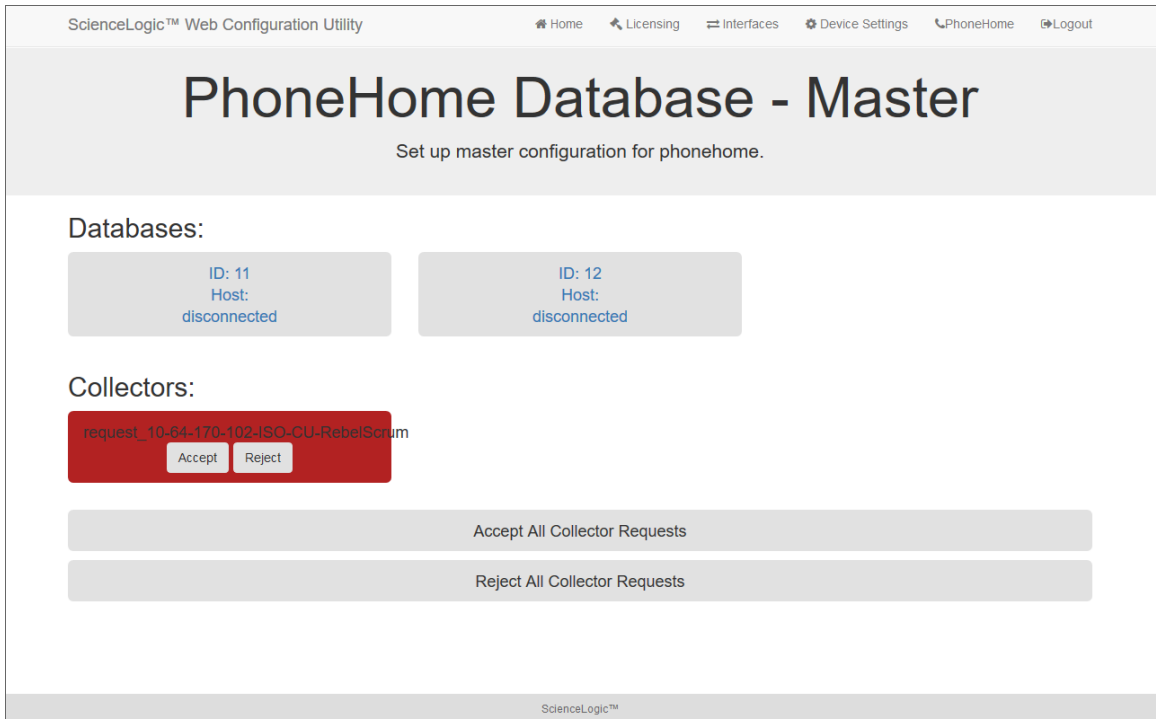 ScienceLogic™ Web Configuration Utility Home Licensing Interfaces Device Settings PhoneHome Logout
PhoneHome Database - Master
Set up master configuration for phonehome.
Databases:
ID: 11
Host:
disconnected
ID: 12
Host:
disconnected
Collectors:
request_10-64-170-102-ISO-CU-RebelScrum
Accept Reject
Accept All Collector Requests
Reject All Collector Requests
ScienceLogic™